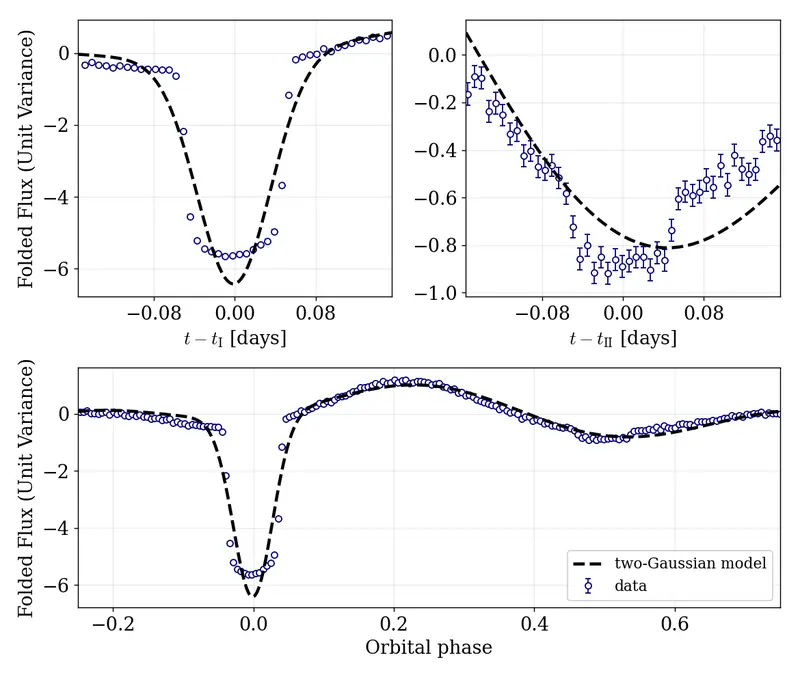 Folded Flux (Unit Variance)
0
−2
−4
−6
−0.08 0.00 0.08
t − t_I [days]
0.0
−0.2
−0.4
−0.6
−0.8
−1.0
−0.08 0.00 0.08
t − t_II [days]
Folded Flux (Unit Variance)
0
−2
−4
−6
two-Gaussian model
data
−0.2 0.0 0.2 0.4 0.6
Orbital phase